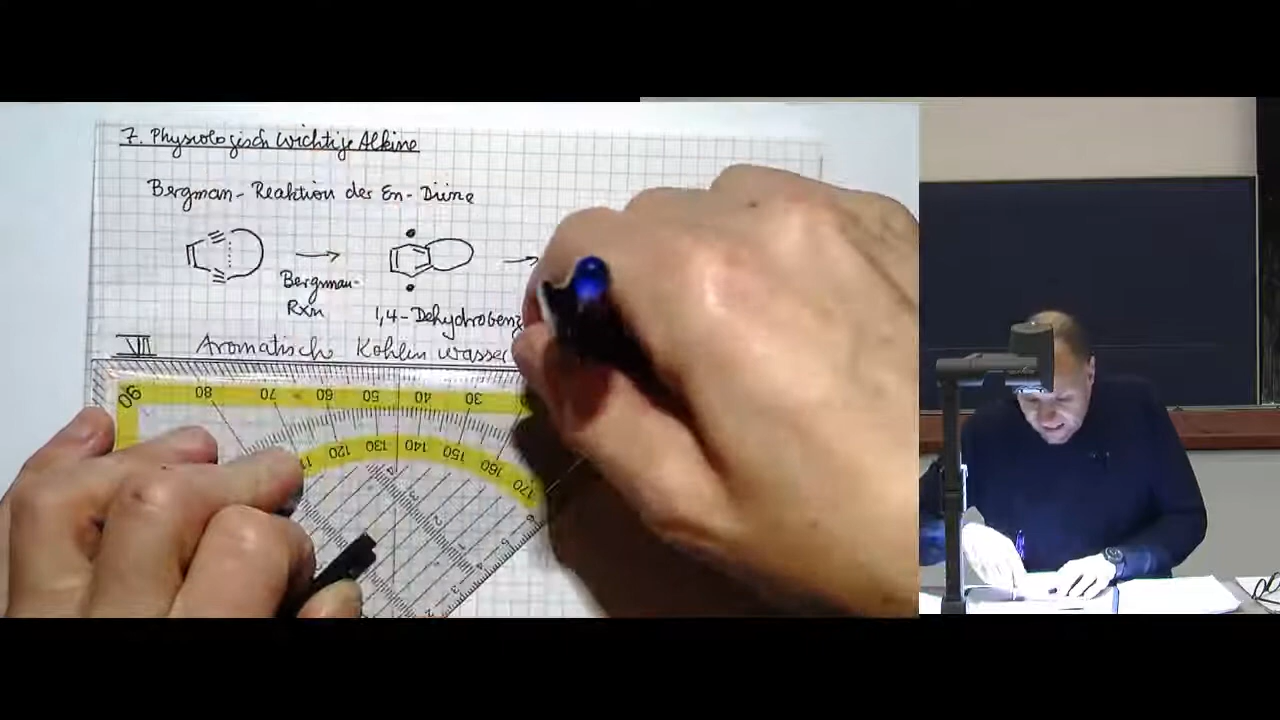 7. Physiologisch wichtige Alkine
Bergman-Reaktion der En-Diine
Bergman-
Rxn
1,4-Dehydrobenz
VII Aromatische Kohlenwasser
90 80 70 60 50 40 30
120 130 140 150 160 170